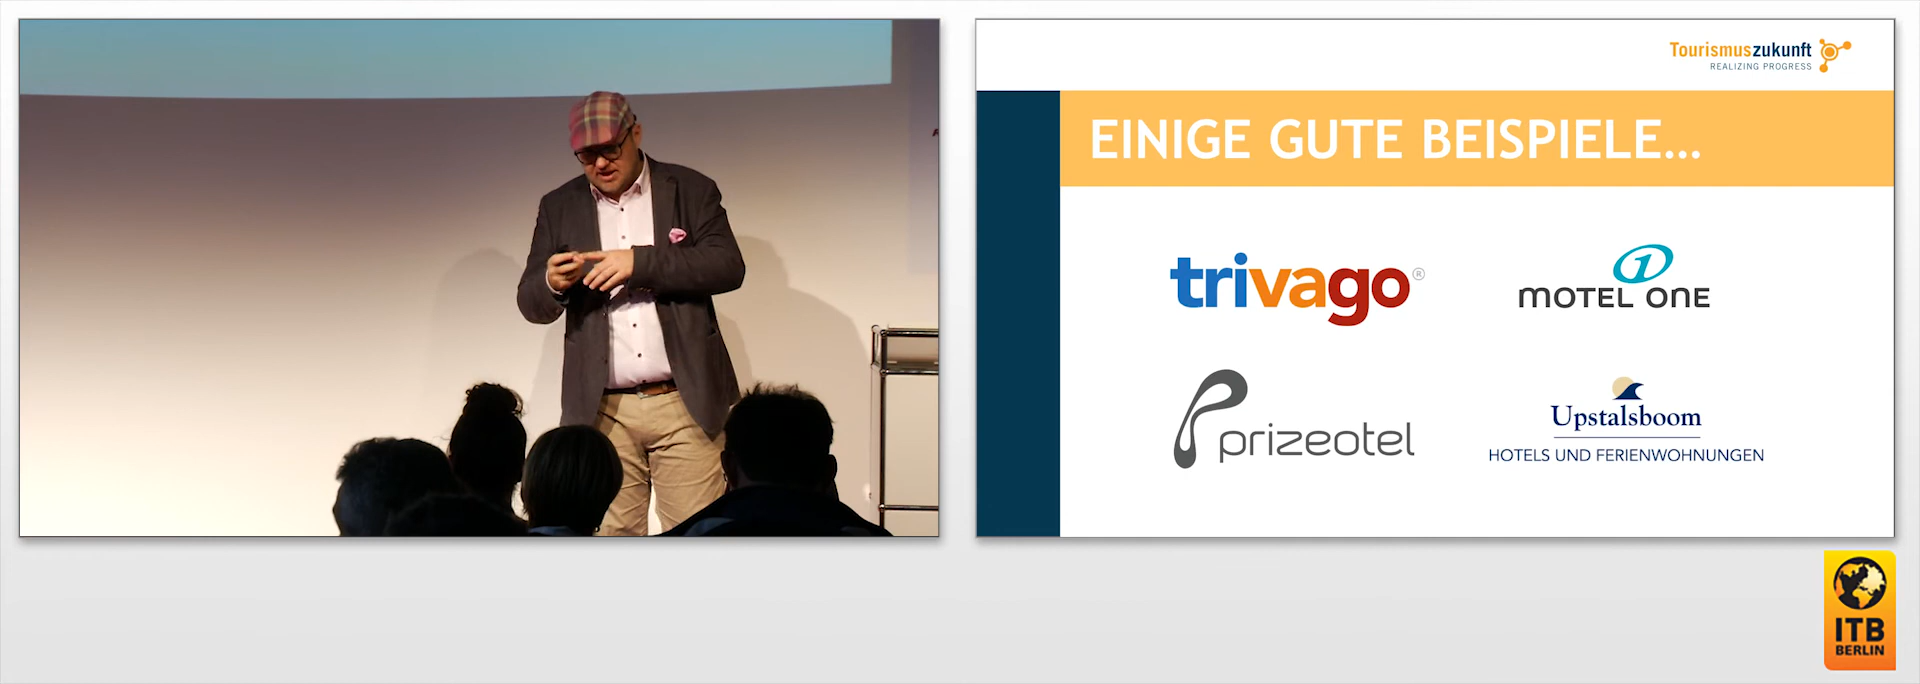 Tourismuszukunft
REALIZING PROGRESS
EINIGE GUTE BEISPIELE...
trivago®
MOTEL ONE
prizeotel
Upstalsboom
HOTELS UND FERIENWOHNUNGEN
ITB
BERLIN